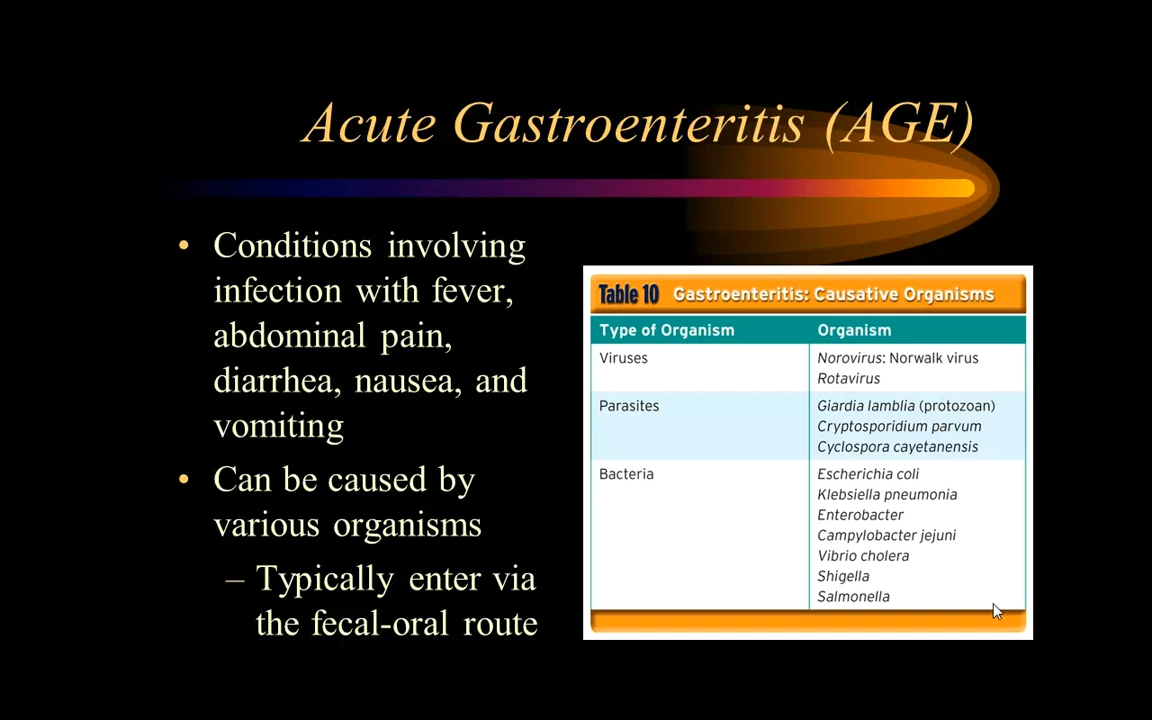 Acute Gastroenteritis (AGE)
• Conditions involving
infection with fever,
abdominal pain,
diarrhea, nausea, and
vomiting
• Can be caused by
various organisms
– Typically enter via
the fecal-oral route
Table 10 Gastroenteritis: Causative Organisms
Type of Organism Organism
Viruses Norovirus: Norwalk virus
Rotavirus
Parasites Giardia lamblia (protozoan)
Cryptosporidium parvum
Cyclospora cayetanensis
Bacteria Escherichia coli
Klebsiella pneumonia
Enterobacter
Campylobacter jejuni
Vibrio cholera
Shigella
Salmonella